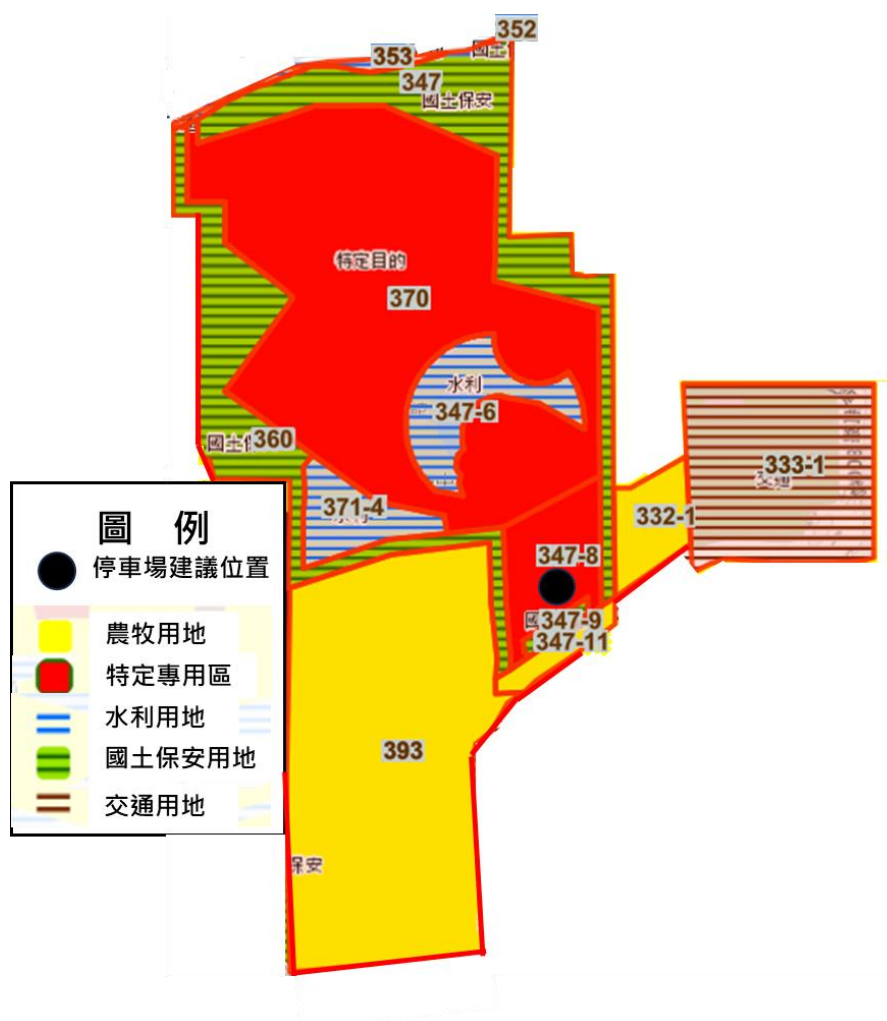 352
353
347
國土保安
特定目的
370
水利
347-6
國土保
360
371-4
333-1
332-1
347-8
347-9
347-11
393
保安
圖 例
停車場建議位置
農牧用地
特定專用區
水利用地
國土保安用地
交通用地